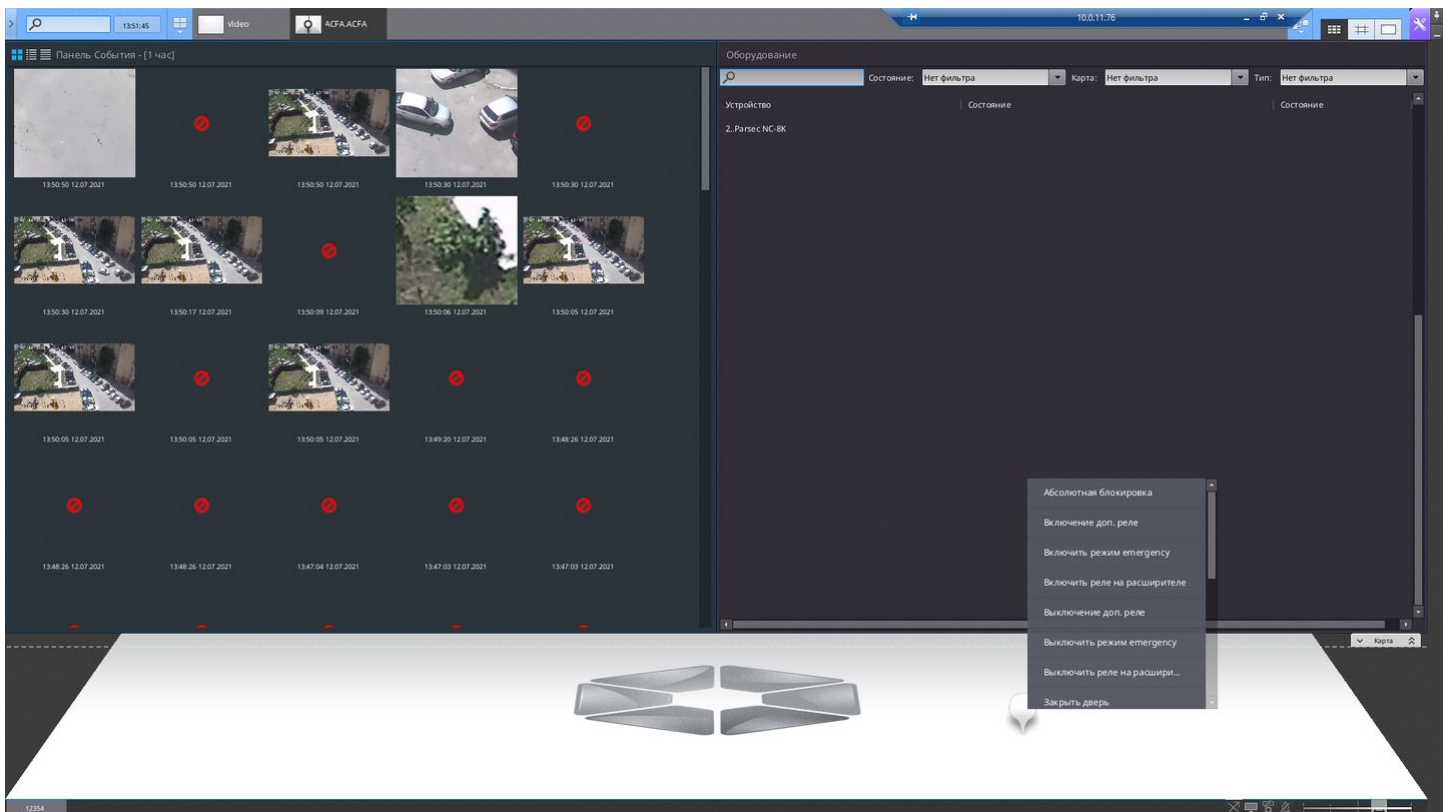 13:51:45
Video
ACFA.ACFA
10.0.11.76
Панель События - [1 час]
Оборудование
Состояние: Нет фильтра Карта: Нет фильтра Тип: Нет фильтра
Устройство Состояние Состояние
2..Parsec NC-8K
13:50:50 12.07.2021 13:50:50 12.07.2021 13:50:50 12.07.2021 13:50:30 12.07.2021 13:50:30 12.07.2021
13:50:30 12.07.2021 13:50:17 12.07.2021 13:50:09 12.07.2021 13:50:06 12.07.2021 13:50:05 12.07.2021
13:50:05 12.07.2021 13:50:05 12.07.2021 13:50:05 12.07.2021 13:49:20 12.07.2021 13:48:26 12.07.2021
13:48:26 12.07.2021 13:48:26 12.07.2021 13:47:04 12.07.2021 13:47:03 12.07.2021 13:47:03 12.07.2021
Абсолютная блокировка
Включение доп. реле
Включить режим emergency
Включить реле на расширителе
Выключение доп. реле
Выключить режим emergency
Выключить реле на расшири...
Закрыть дверь
Карта
12354